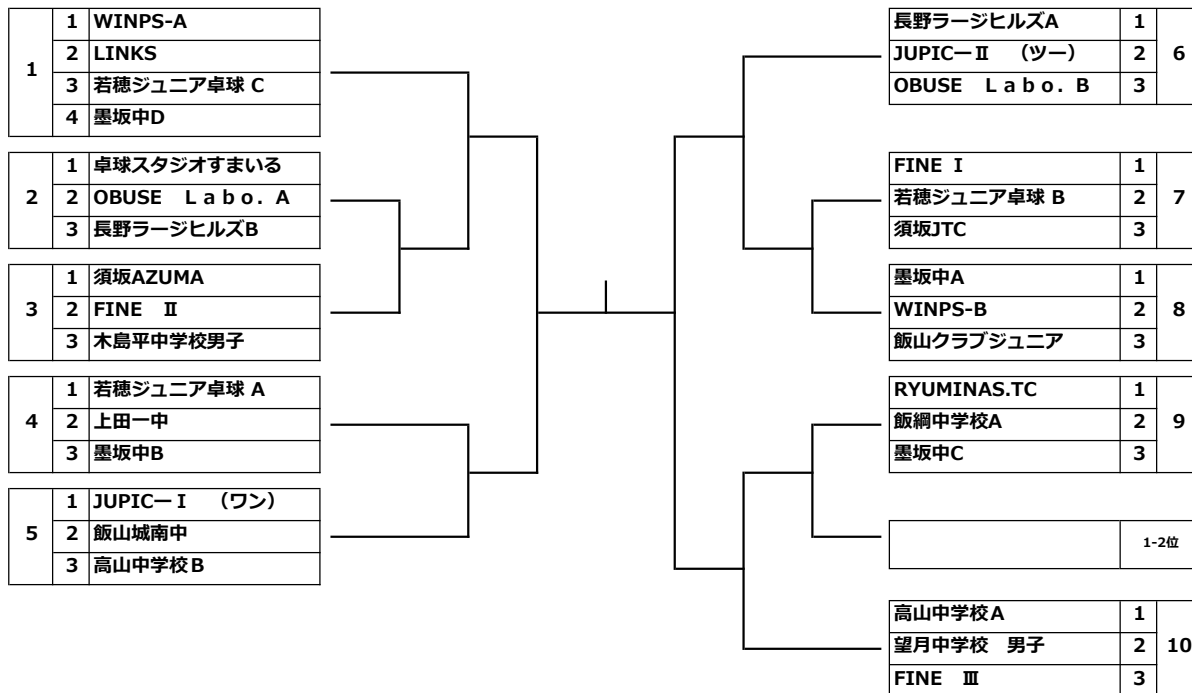 1
1 WINPS-A
2 LINKS
3 若穂ジュニア卓球 C
4 墨坂中D
2
1 卓球スタジオすまいる
2 OBUSE Ｌａｂｏ．Ａ
3 長野ラージヒルズB
3
1 須坂AZUMA
2 FINE Ⅱ
3 木島平中学校男子
4
1 若穂ジュニア卓球 A
2 上田一中
3 墨坂中B
5
1 JUPICーⅠ （ワン）
2 飯山城南中
3 高山中学校Ｂ
長野ラージヒルズA 1
JUPICーⅡ （ツー） 2
OBUSE Ｌａｂｏ．Ｂ 3
6
FINE Ⅰ 1
若穂ジュニア卓球 B 2
須坂JTC 3
7
墨坂中A 1
WINPS-B 2
飯山クラブジュニア 3
8
RYUMINAS.TC 1
飯綱中学校A 2
墨坂中C 3
9
1-2位
高山中学校Ａ 1
望月中学校 男子 2
FINE Ⅲ 3
10